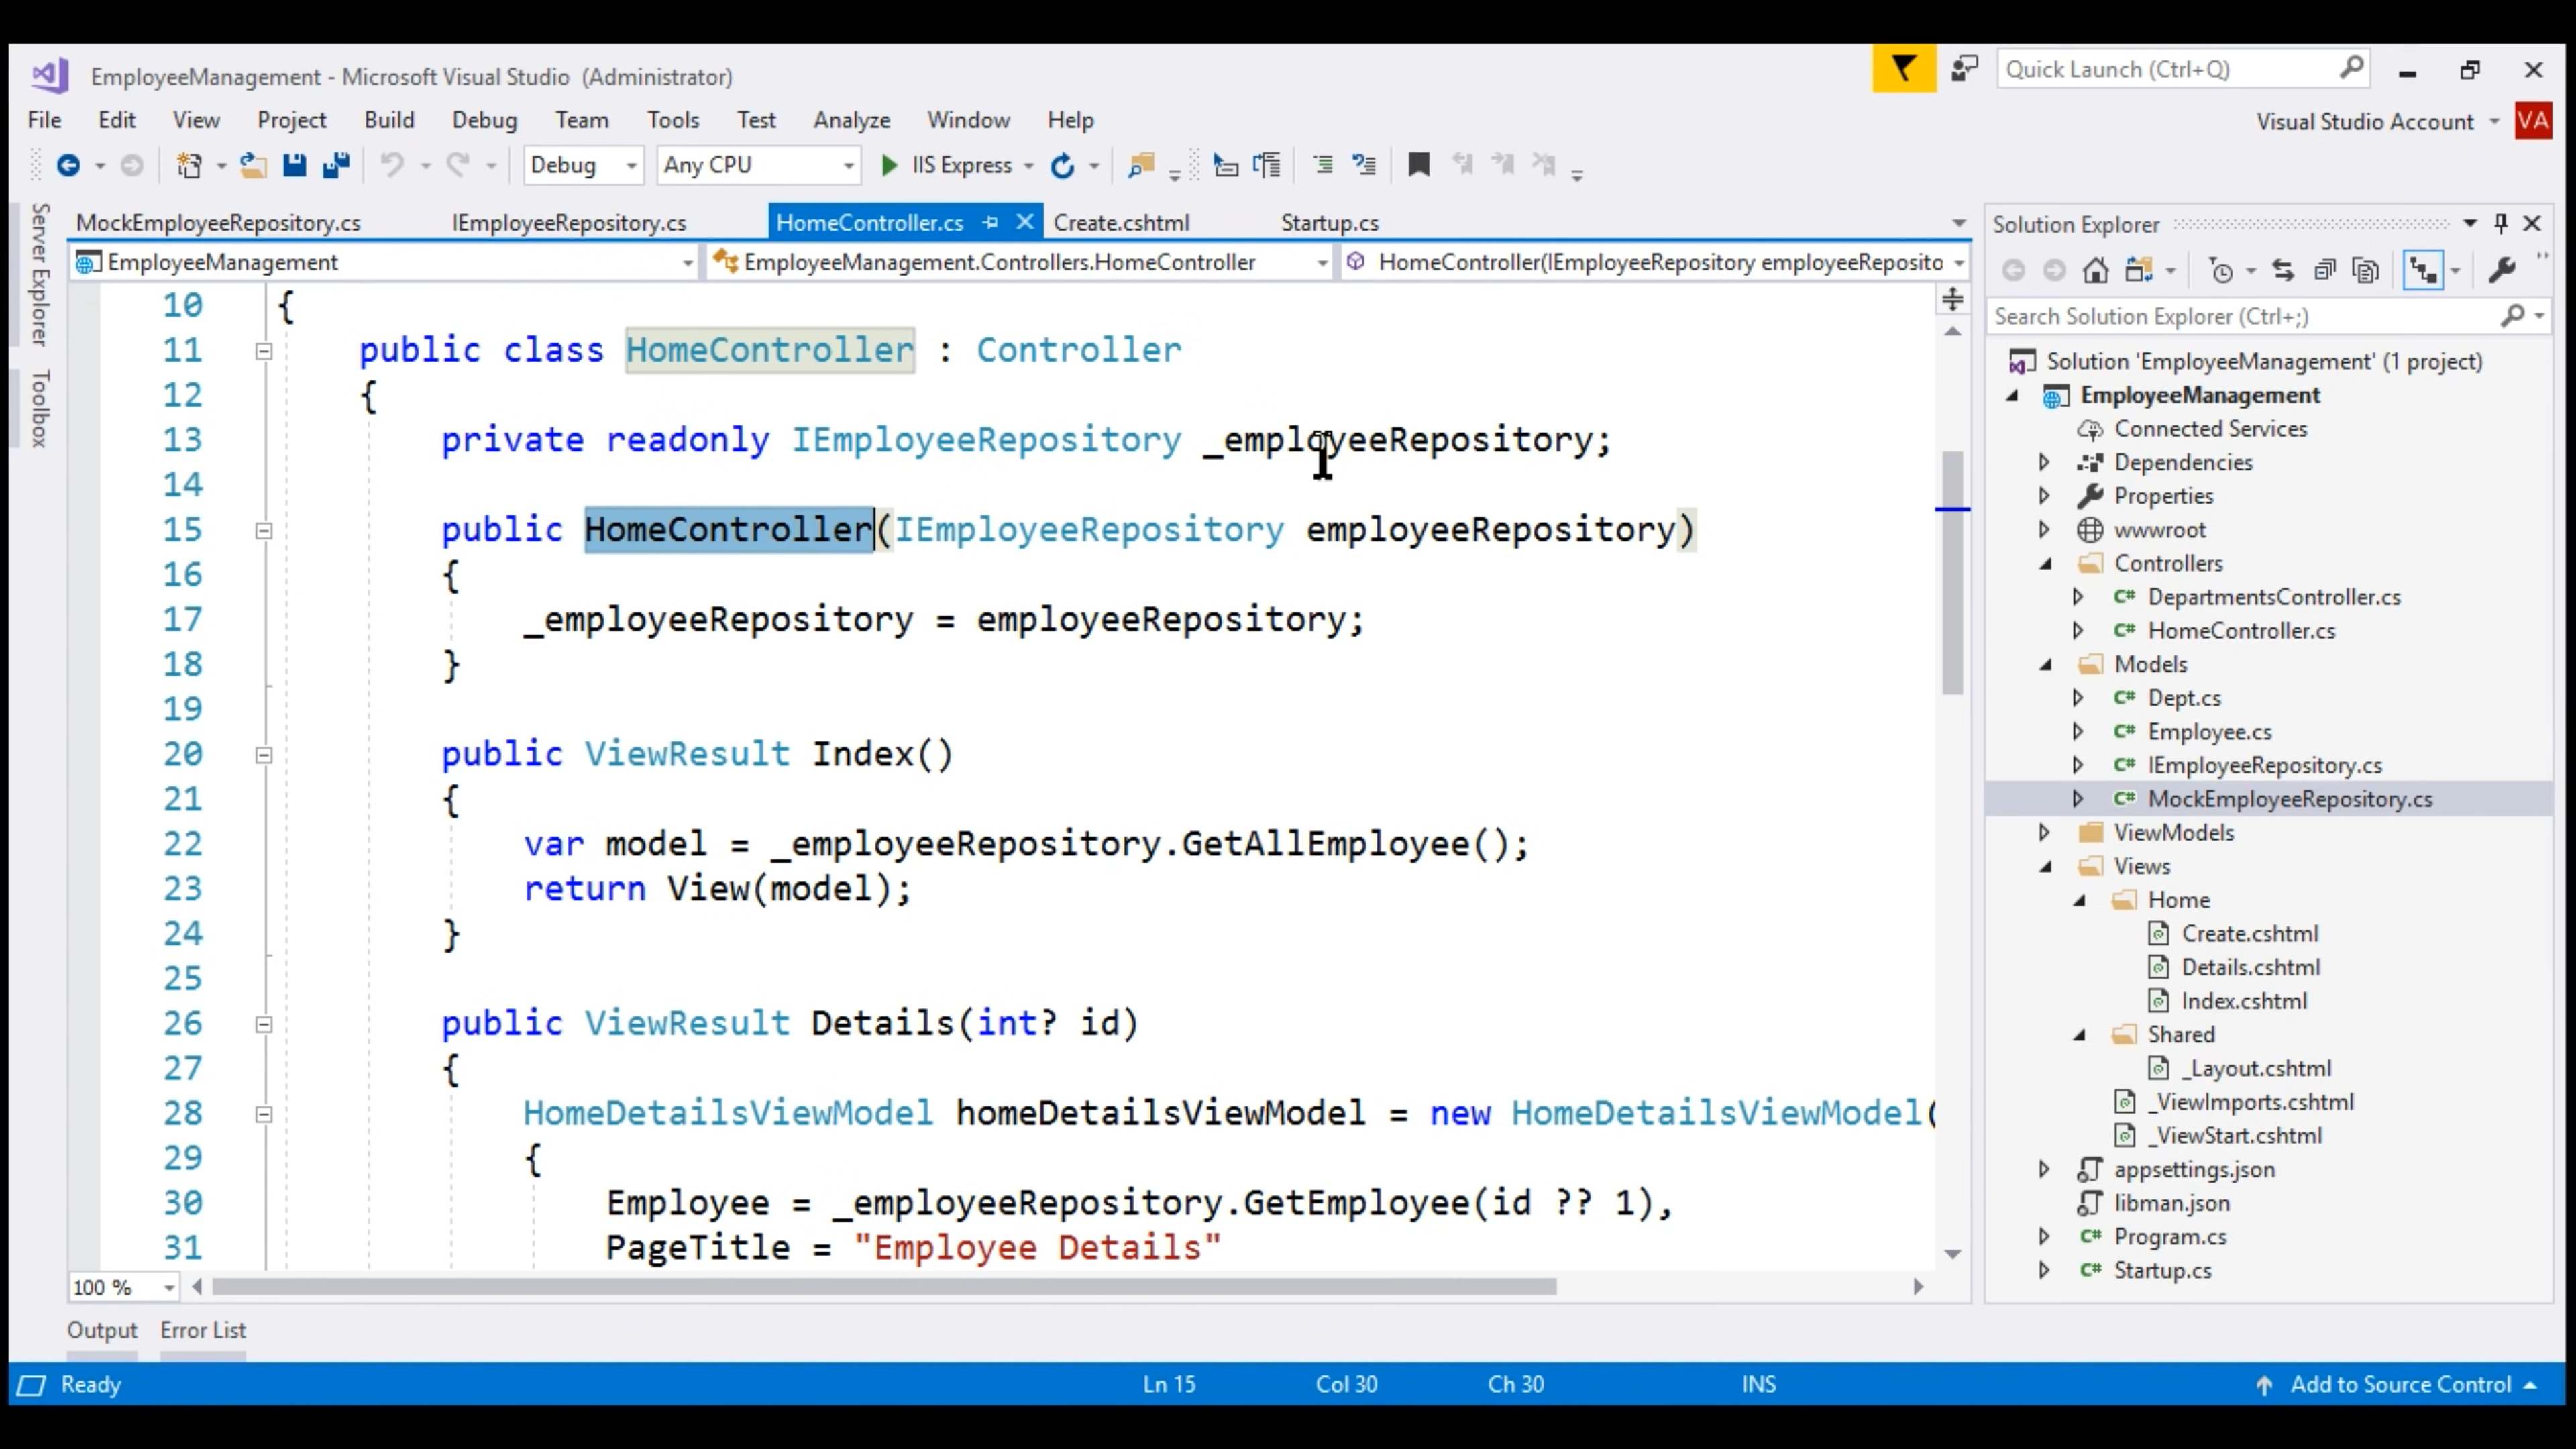 EmployeeManagement - Microsoft Visual Studio (Administrator)
Quick Launch (Ctrl+Q)
File Edit View Project Build Debug Team Tools Test Analyze Window Help
Visual Studio Account VA
Debug Any CPU IIS Express
Server Explorer
Toolbox
MockEmployeeRepository.cs IEmployeeRepository.cs HomeController.cs Create.cshtml Startup.cs
EmployeeManagement EmployeeManagement.Controllers.HomeController HomeController(IEmployeeRepository employeeReposito
10 {
11 public class HomeController : Controller
12 {
13 private readonly IEmployeeRepository _employeeRepository;
14
15 public HomeController(IEmployeeRepository employeeRepository)
16 {
17 _employeeRepository = employeeRepository;
18 }
19
20 public ViewResult Index()
21 {
22 var model = _employeeRepository.GetAllEmployee();
23 return View(model);
24 }
25
26 public ViewResult Details(int? id)
27 {
28 HomeDetailsViewModel homeDetailsViewModel = new HomeDetailsViewModel(
29 {
30 Employee = _employeeRepository.GetEmployee(id ?? 1),
31 PageTitle = "Employee Details"
100 %
Solution Explorer
Search Solution Explorer (Ctrl+;)
Solution 'EmployeeManagement' (1 project)
EmployeeManagement
Connected Services
Dependencies
Properties
wwwroot
Controllers
C# DepartmentsController.cs
C# HomeController.cs
Models
C# Dept.cs
C# Employee.cs
C# IEmployeeRepository.cs
C# MockEmployeeRepository.cs
ViewModels
Views
Home
Create.cshtml
Details.cshtml
Index.cshtml
Shared
_Layout.cshtml
_ViewImports.cshtml
_ViewStart.cshtml
appsettings.json
libman.json
C# Program.cs
C# Startup.cs
Output Error List
Ready Ln 15 Col 30 Ch 30 INS Add to Source Control